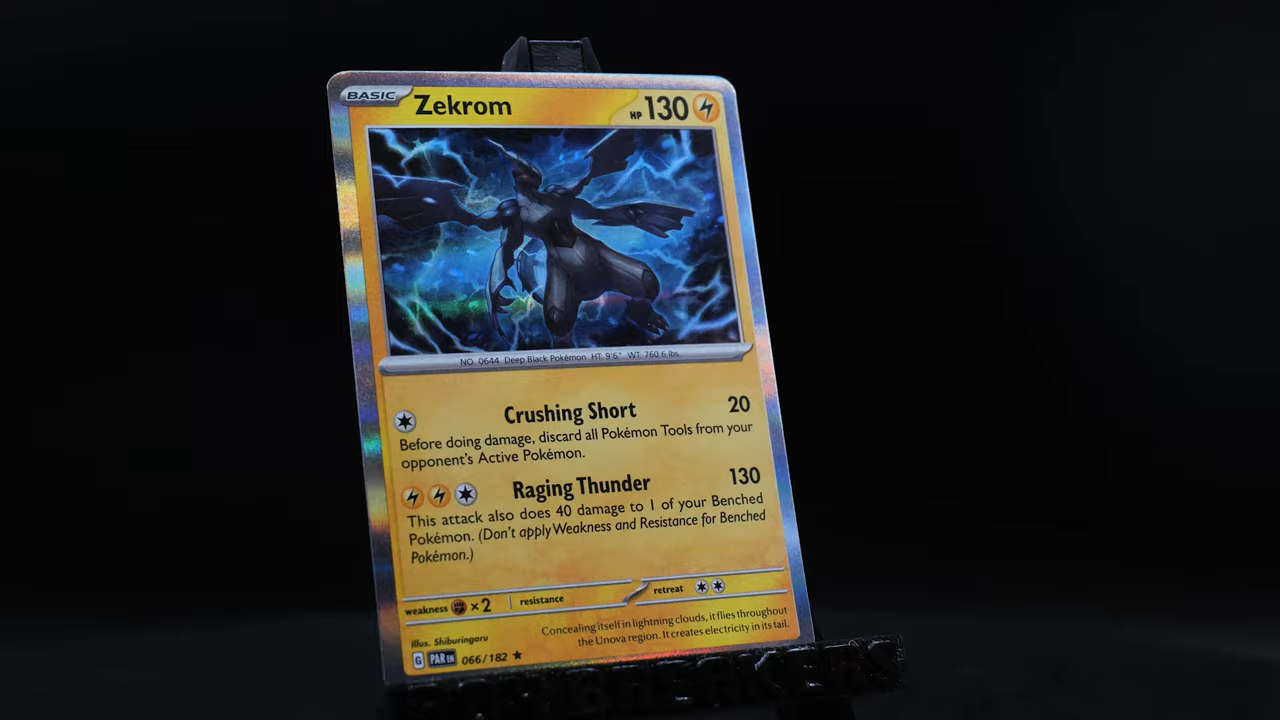 BASIC Zekrom HP 130
NO. 0644 Deep Black Pokémon HT: 9'6" WT: 760.6 lbs.
Crushing Short 20
Before doing damage, discard all Pokémon Tools from your
opponent's Active Pokémon.
Raging Thunder 130
This attack also does 40 damage to 1 of your Benched
Pokémon. (Don't apply Weakness and Resistance for Benched
Pokémon.)
weakness ×2 resistance retreat
Illus. Shiburingaru
Concealing itself in lightning clouds, it flies throughout
the Unova region. It creates electricity in its tail.
G PAR EN 066/182 ★